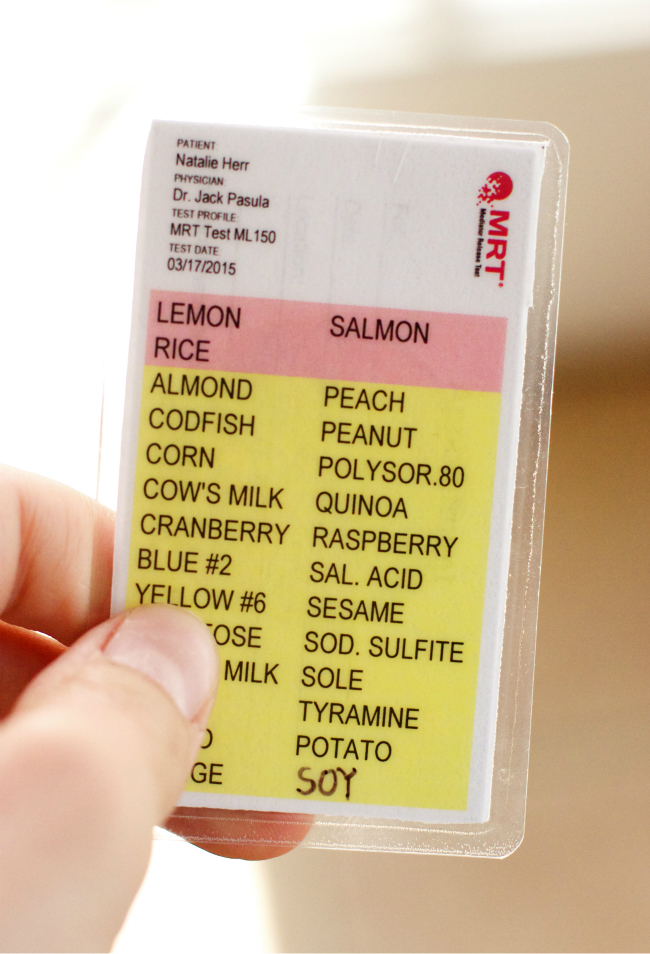 PATIENT
Natalie Herr
PHYSICIAN
Dr. Jack Pasula
TEST PROFILE
MRT Test ML150
TEST DATE
03/17/2015
MRT
Mediator Release Test
LEMON
RICE
SALMON
ALMOND
CODFISH
CORN
COW'S MILK
CRANBERRY
BLUE #2
YELLOW #6
MILK
PEACH
PEANUT
POLYSOR.80
QUINOA
RASPBERRY
SAL. ACID
SESAME
SOD. SULFITE
SOLE
TYRAMINE
POTATO
SOY